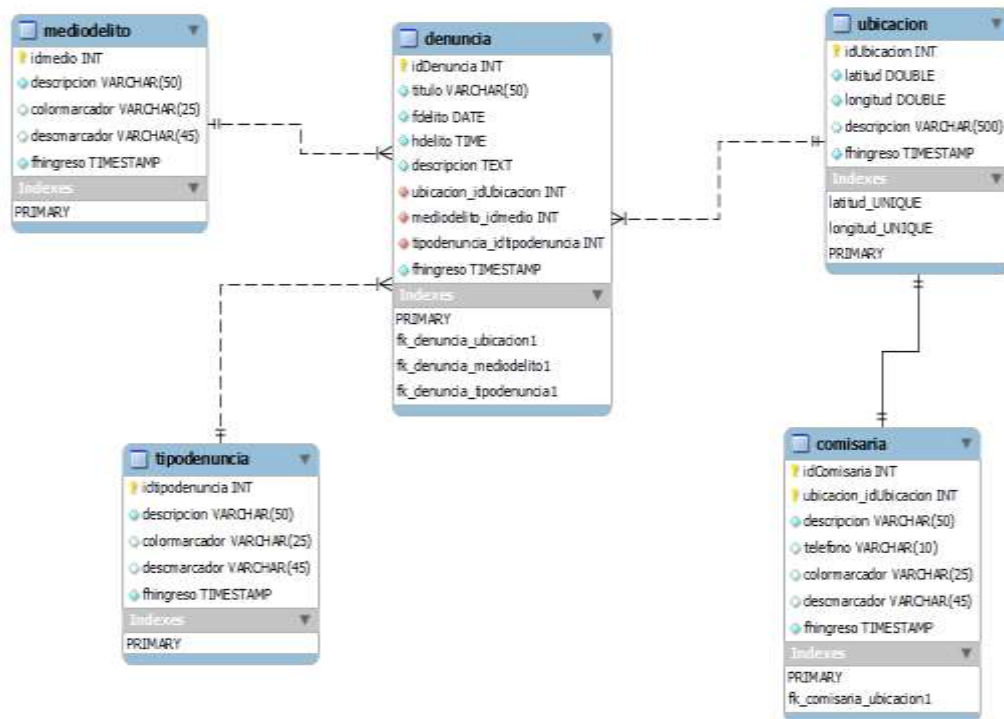 mediodelito
idmedio INT
descripcion VARCHAR(50)
colormarcador VARCHAR(25)
descmarcador VARCHAR(45)
fhingreso TIMESTAMP
Indexes
PRIMARY
denuncia
idDenuncia INT
titulo VARCHAR(50)
fdelito DATE
hdelito TIME
descripcion TEXT
ubicacion_idUbicacion INT
mediodelito_idmedio INT
tipodenuncia_idtipodenuncia INT
fhingreso TIMESTAMP
Indexes
PRIMARY
fk_denuncia_ubicacion1
fk_denuncia_mediodelito1
fk_denuncia_tipodenuncia1
ubicacion
idUbicacion INT
latitud DOUBLE
longitud DOUBLE
descripcion VARCHAR(500)
fhingreso TIMESTAMP
Indexes
latitud_UNIQUE
longitud_UNIQUE
PRIMARY
tipodenuncia
idtipodenuncia INT
descripcion VARCHAR(50)
colormarcador VARCHAR(25)
descmarcador VARCHAR(45)
fhingreso TIMESTAMP
Indexes
PRIMARY
comisaria
idComisaria INT
ubicacion_idUbicacion INT
descripcion VARCHAR(50)
telefono VARCHAR(10)
colormarcador VARCHAR(25)
descmarcador VARCHAR(45)
fhingreso TIMESTAMP
Indexes
PRIMARY
fk_comisaria_ubicacion1